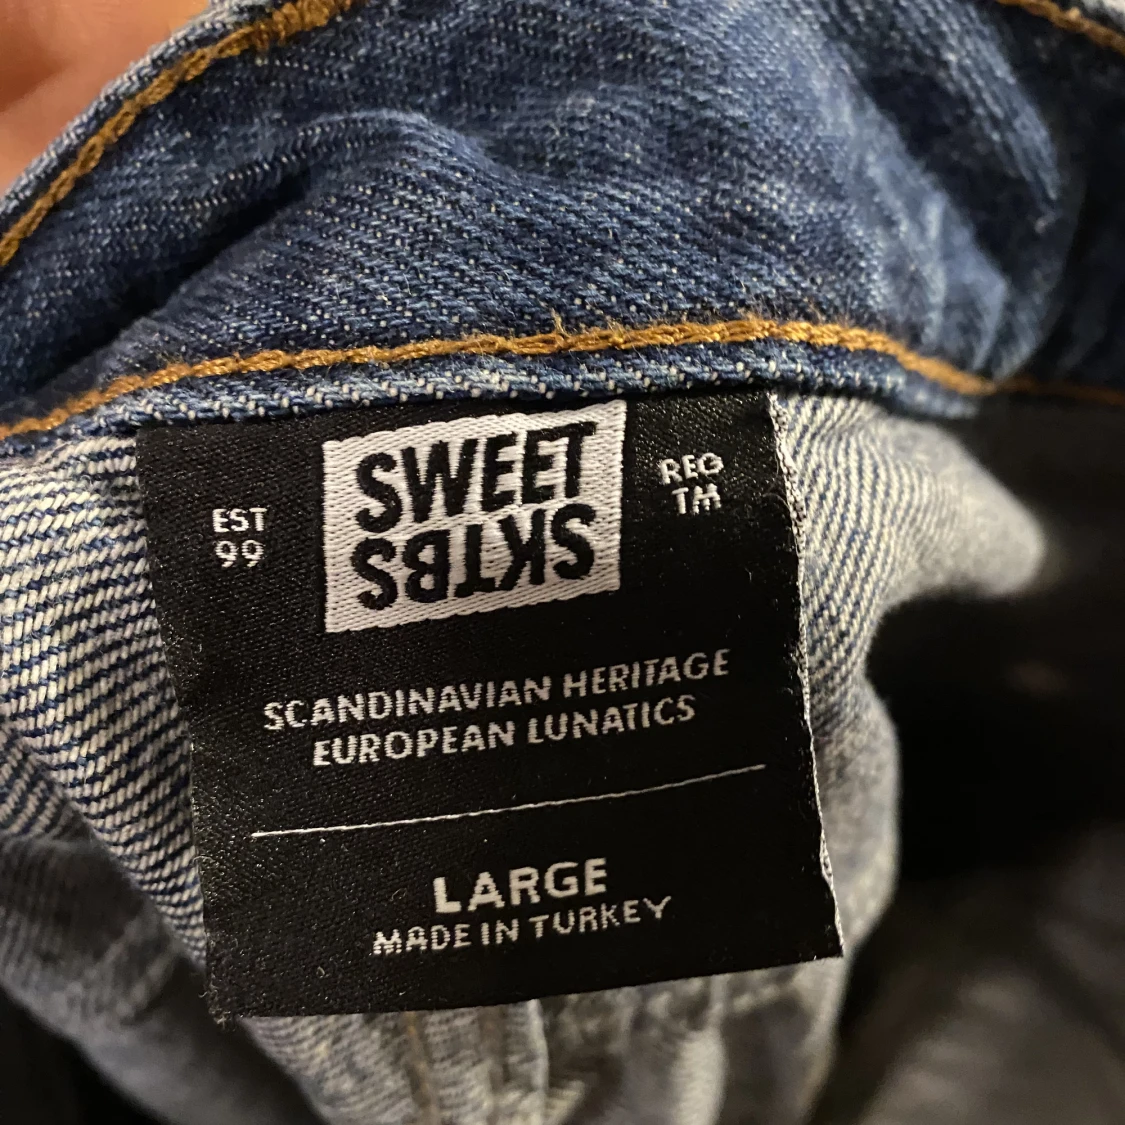 EST
99
SWEET
SKTBS
REG
TM
SCANDINAVIAN HERITAGE
EUROPEAN LUNATICS
LARGE
MADE IN TURKEY